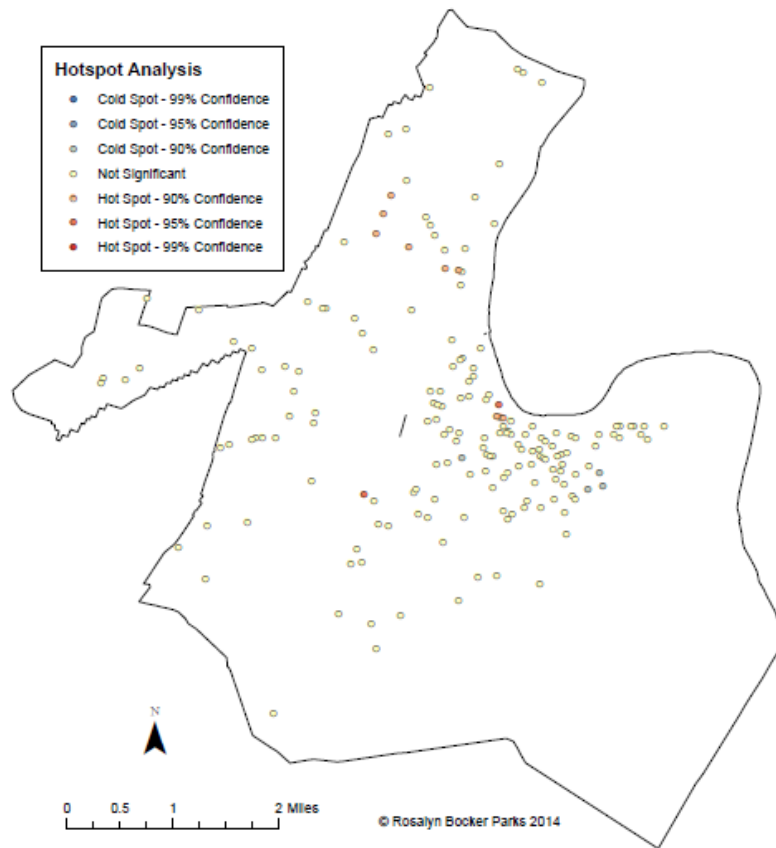 Hotspot Analysis
Cold Spot - 99% Confidence
Cold Spot - 95% Confidence
Cold Spot - 90% Confidence
Not Significant
Hot Spot - 90% Confidence
Hot Spot - 95% Confidence
Hot Spot - 99% Confidence
N
0 0.5 1 2 Miles
© Rosalyn Bocker Parks 2014